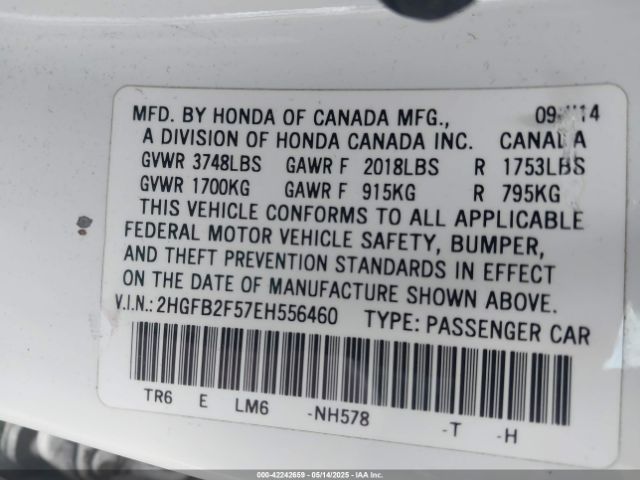 MFD. BY HONDA OF CANADA MFG., 09/14
A DIVISION OF HONDA CANADA INC. CANADA
GVWR 3748LBS GAWR F 2018LBS R 1753LBS
GVWR 1700KG GAWR F 915KG R 795KG
THIS VEHICLE CONFORMS TO ALL APPLICABLE
FEDERAL MOTOR VEHICLE SAFETY, BUMPER,
AND THEFT PREVENTION STANDARDS IN EFFECT
ON THE DATE OF MANUFACTURE SHOWN ABOVE.
V.I.N.: 2HGFB2F57EH556460 TYPE: PASSENGER CAR
TR6 E LM6 -NH578 -T -H
000-42242659 - 05/14/2025 - IAA Inc.